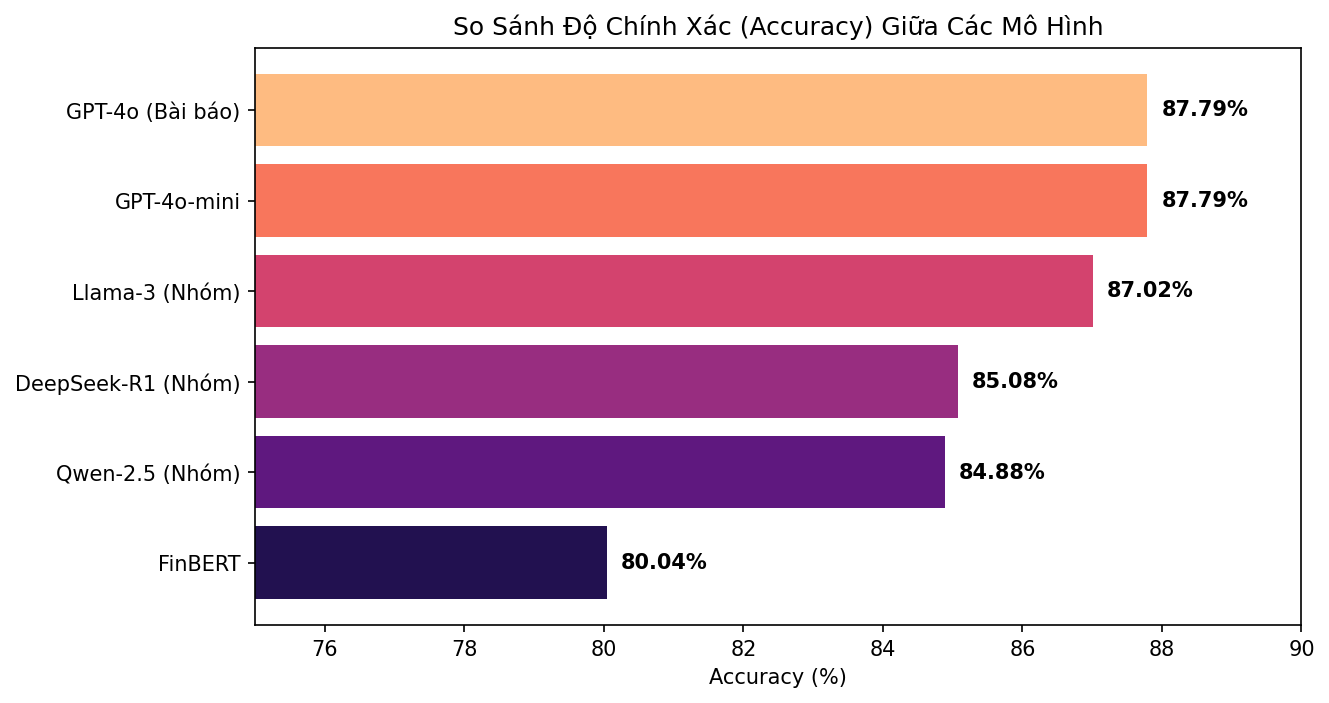 So Sánh Độ Chính Xác (Accuracy) Giữa Các Mô Hình
GPT-4o (Bài báo)
87.79%
GPT-4o-mini
87.79%
Llama-3 (Nhóm)
87.02%
DeepSeek-R1 (Nhóm)
85.08%
Qwen-2.5 (Nhóm)
84.88%
FinBERT
80.04%
76 78 80 82 84 86 88 90
Accuracy (%)